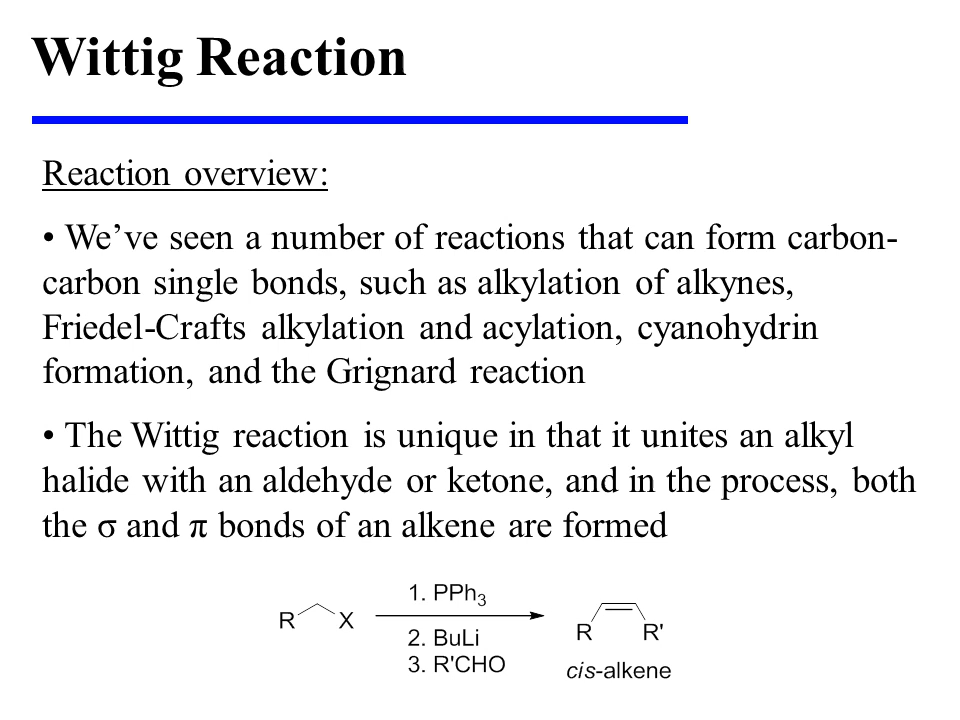 Wittig Reaction
Reaction overview:
• We’ve seen a number of reactions that can form carbon-
carbon single bonds, such as alkylation of alkynes,
Friedel-Crafts alkylation and acylation, cyanohydrin
formation, and the Grignard reaction
• The Wittig reaction is unique in that it unites an alkyl
halide with an aldehyde or ketone, and in the process, both
the σ and π bonds of an alkene are formed
1. PPh3
R X
2. BuLi
3. R'CHO
R R'
cis-alkene